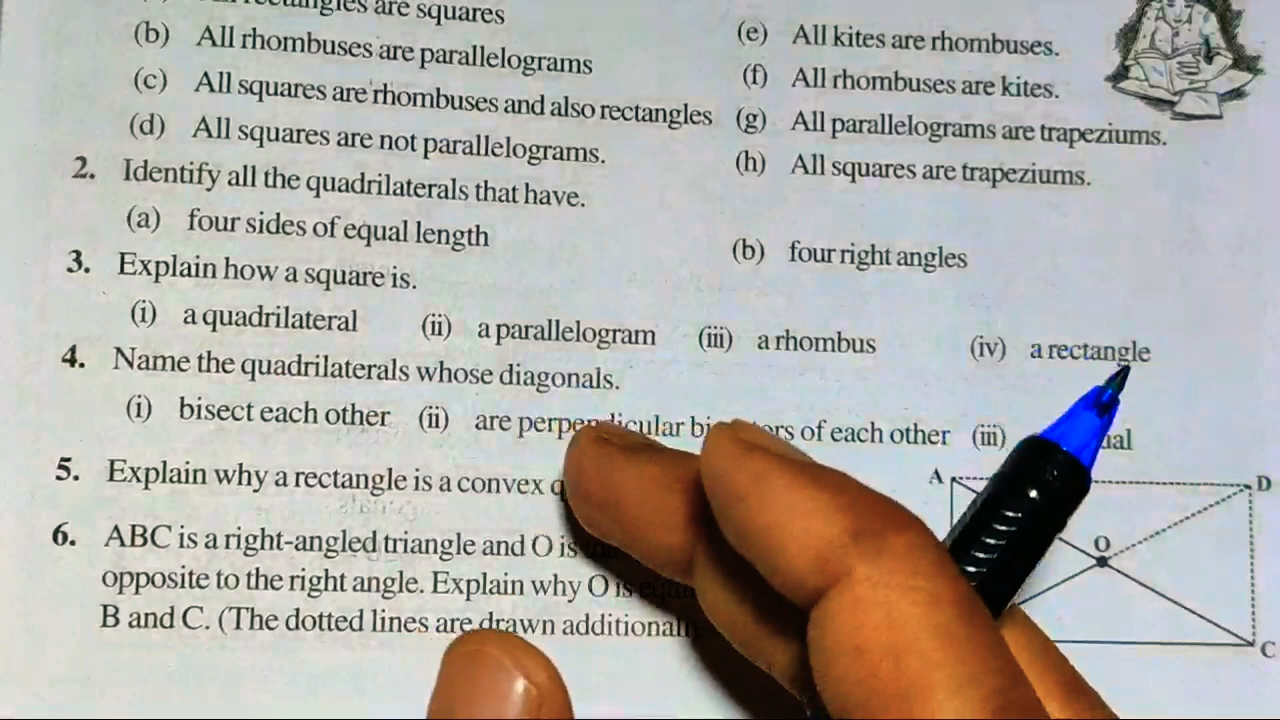 are squares
(b) All rhombuses are parallelograms
(c) All squares are rhombuses and also rectangles
(d) All squares are not parallelograms.
(e) All kites are rhombuses.
(f) All rhombuses are kites.
(g) All parallelograms are trapeziums.
(h) All squares are trapeziums.
2. Identify all the quadrilaterals that have.
(a) four sides of equal length (b) four right angles
3. Explain how a square is.
(i) a quadrilateral (ii) a parallelogram (iii) a rhombus (iv) a rectangle
4. Name the quadrilaterals whose diagonals.
(i) bisect each other (ii) are perpendicular of each other (iii)
5. Explain why a rectangle is a convex
6. ABC is a right-angled triangle and O is
opposite to the right angle. Explain why O is
B and C. (The dotted lines are drawn
A D
O
C